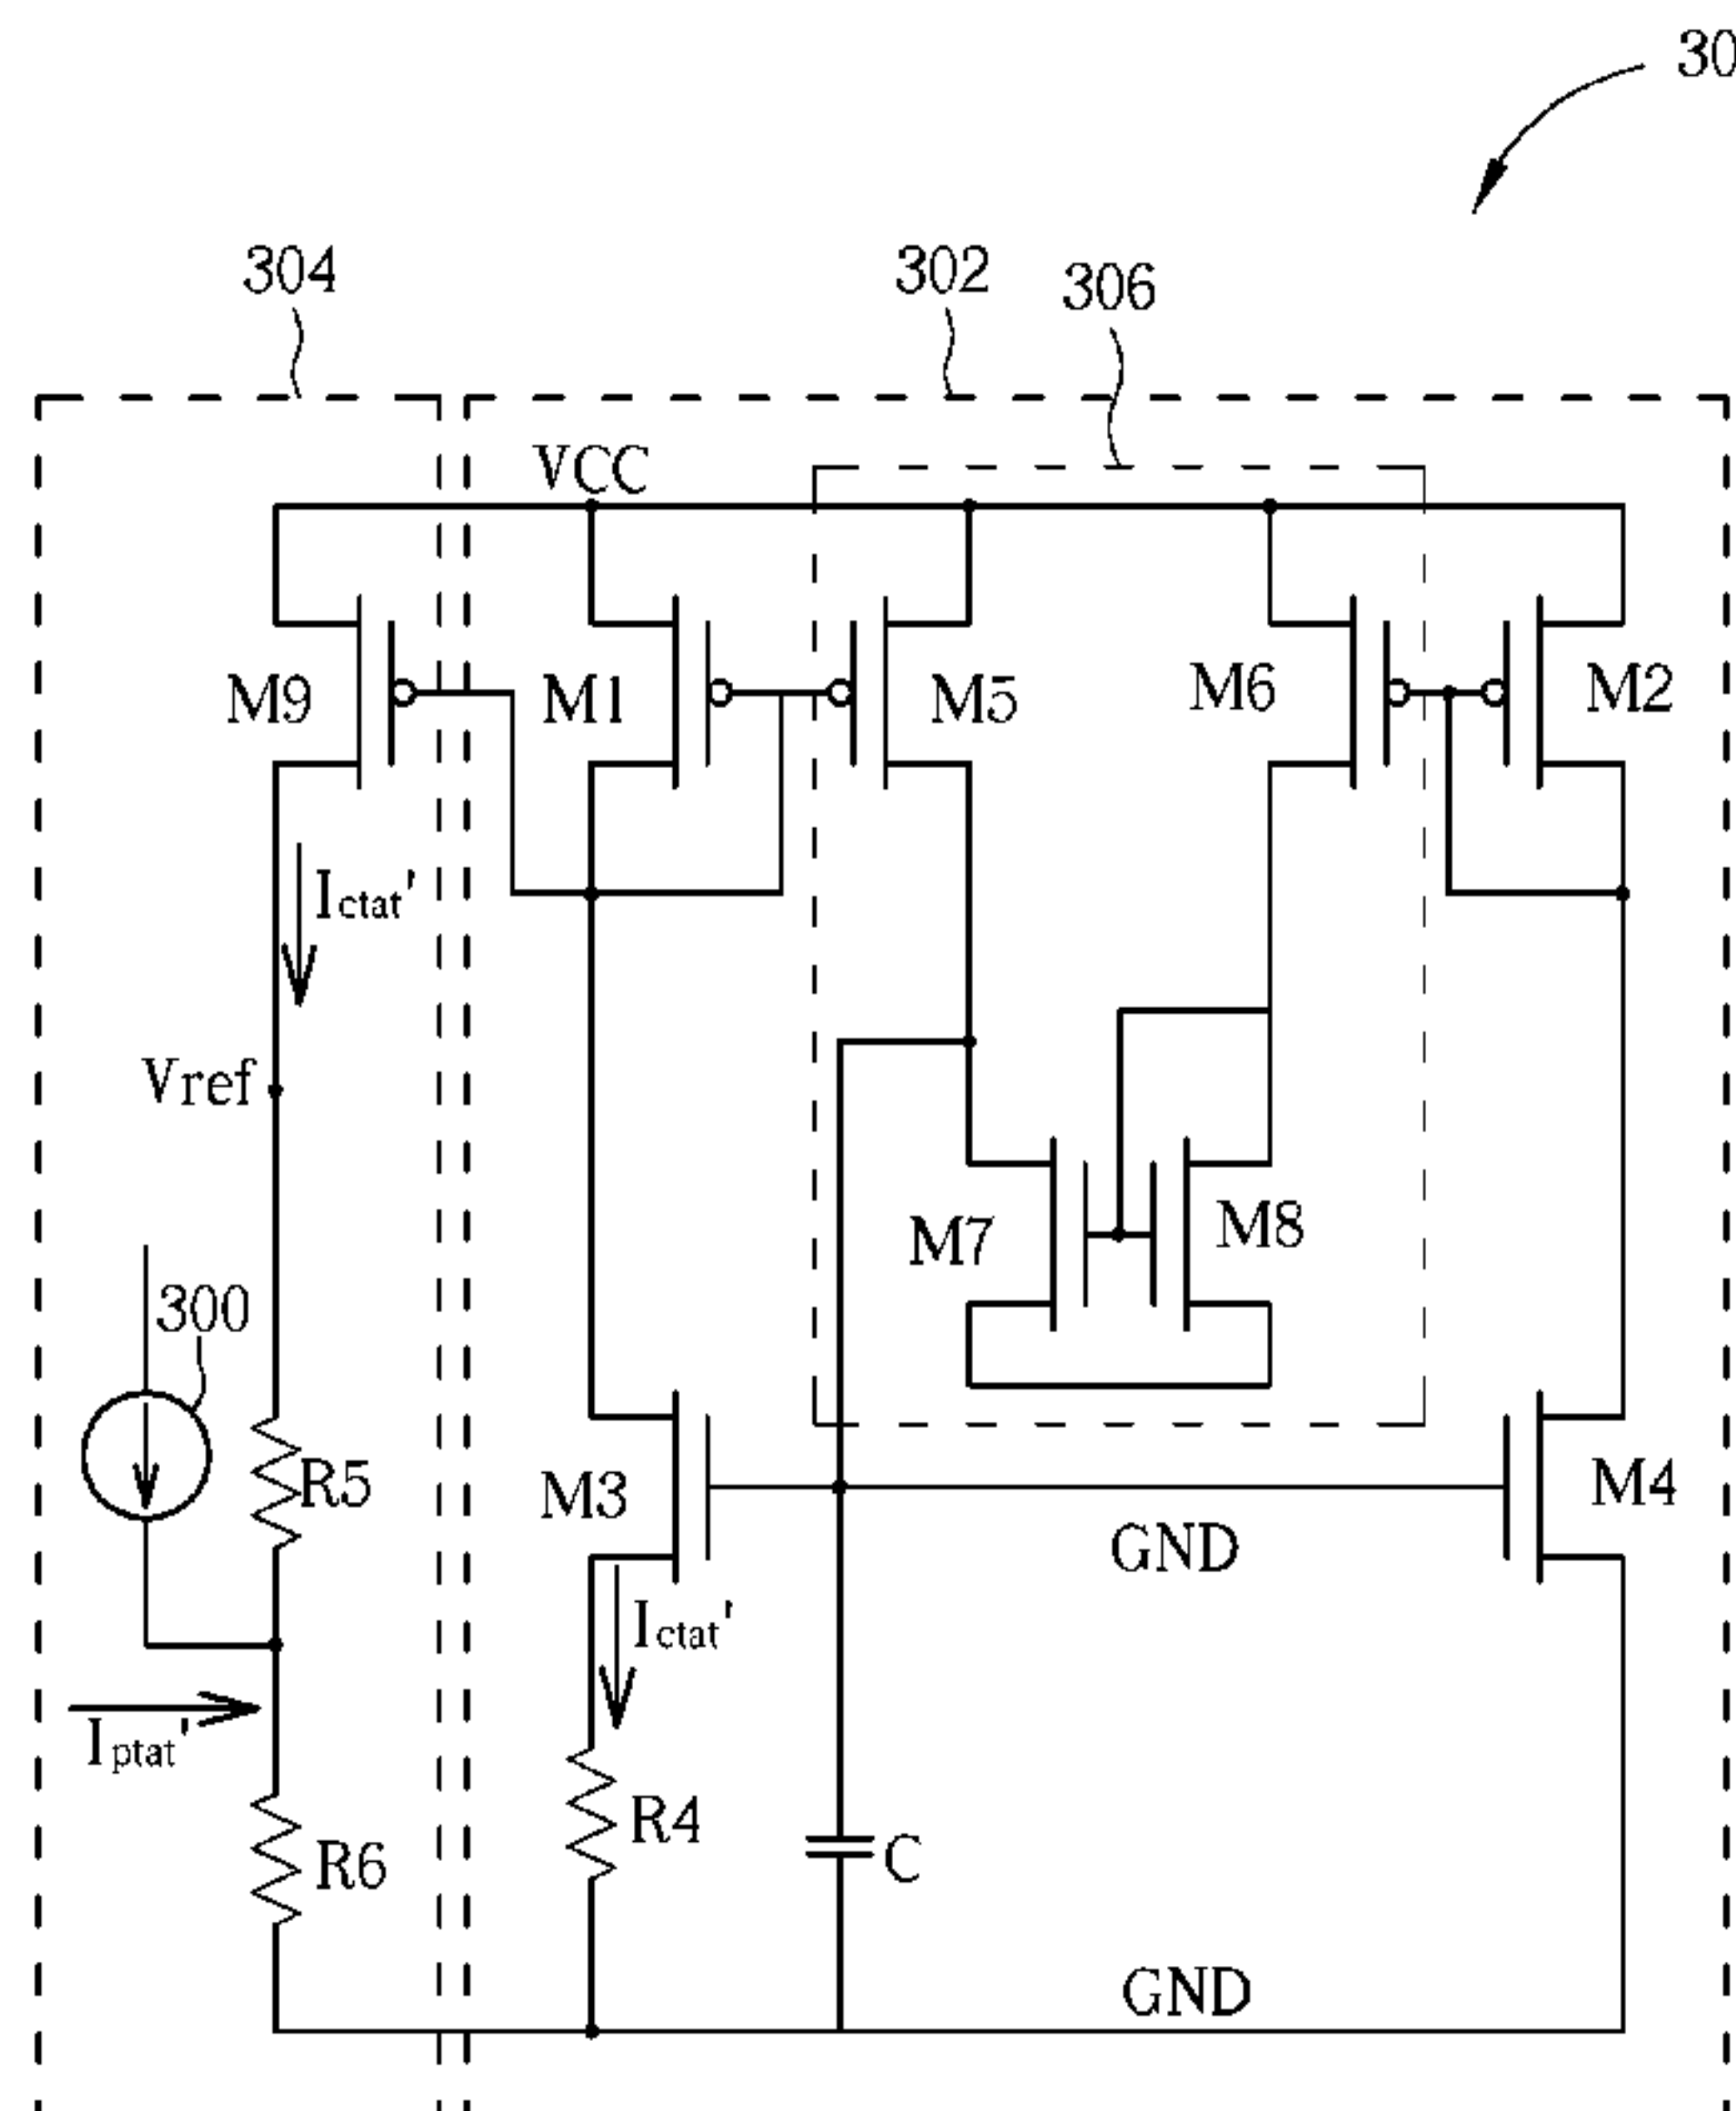 30
304
302
306
VCC
M9
M1
M5
M6
M2
Ictat'
Vref
M7
M8
300
R5
M3
M4
GND
Ictat'
Iptat'
R4
R6
C
GND